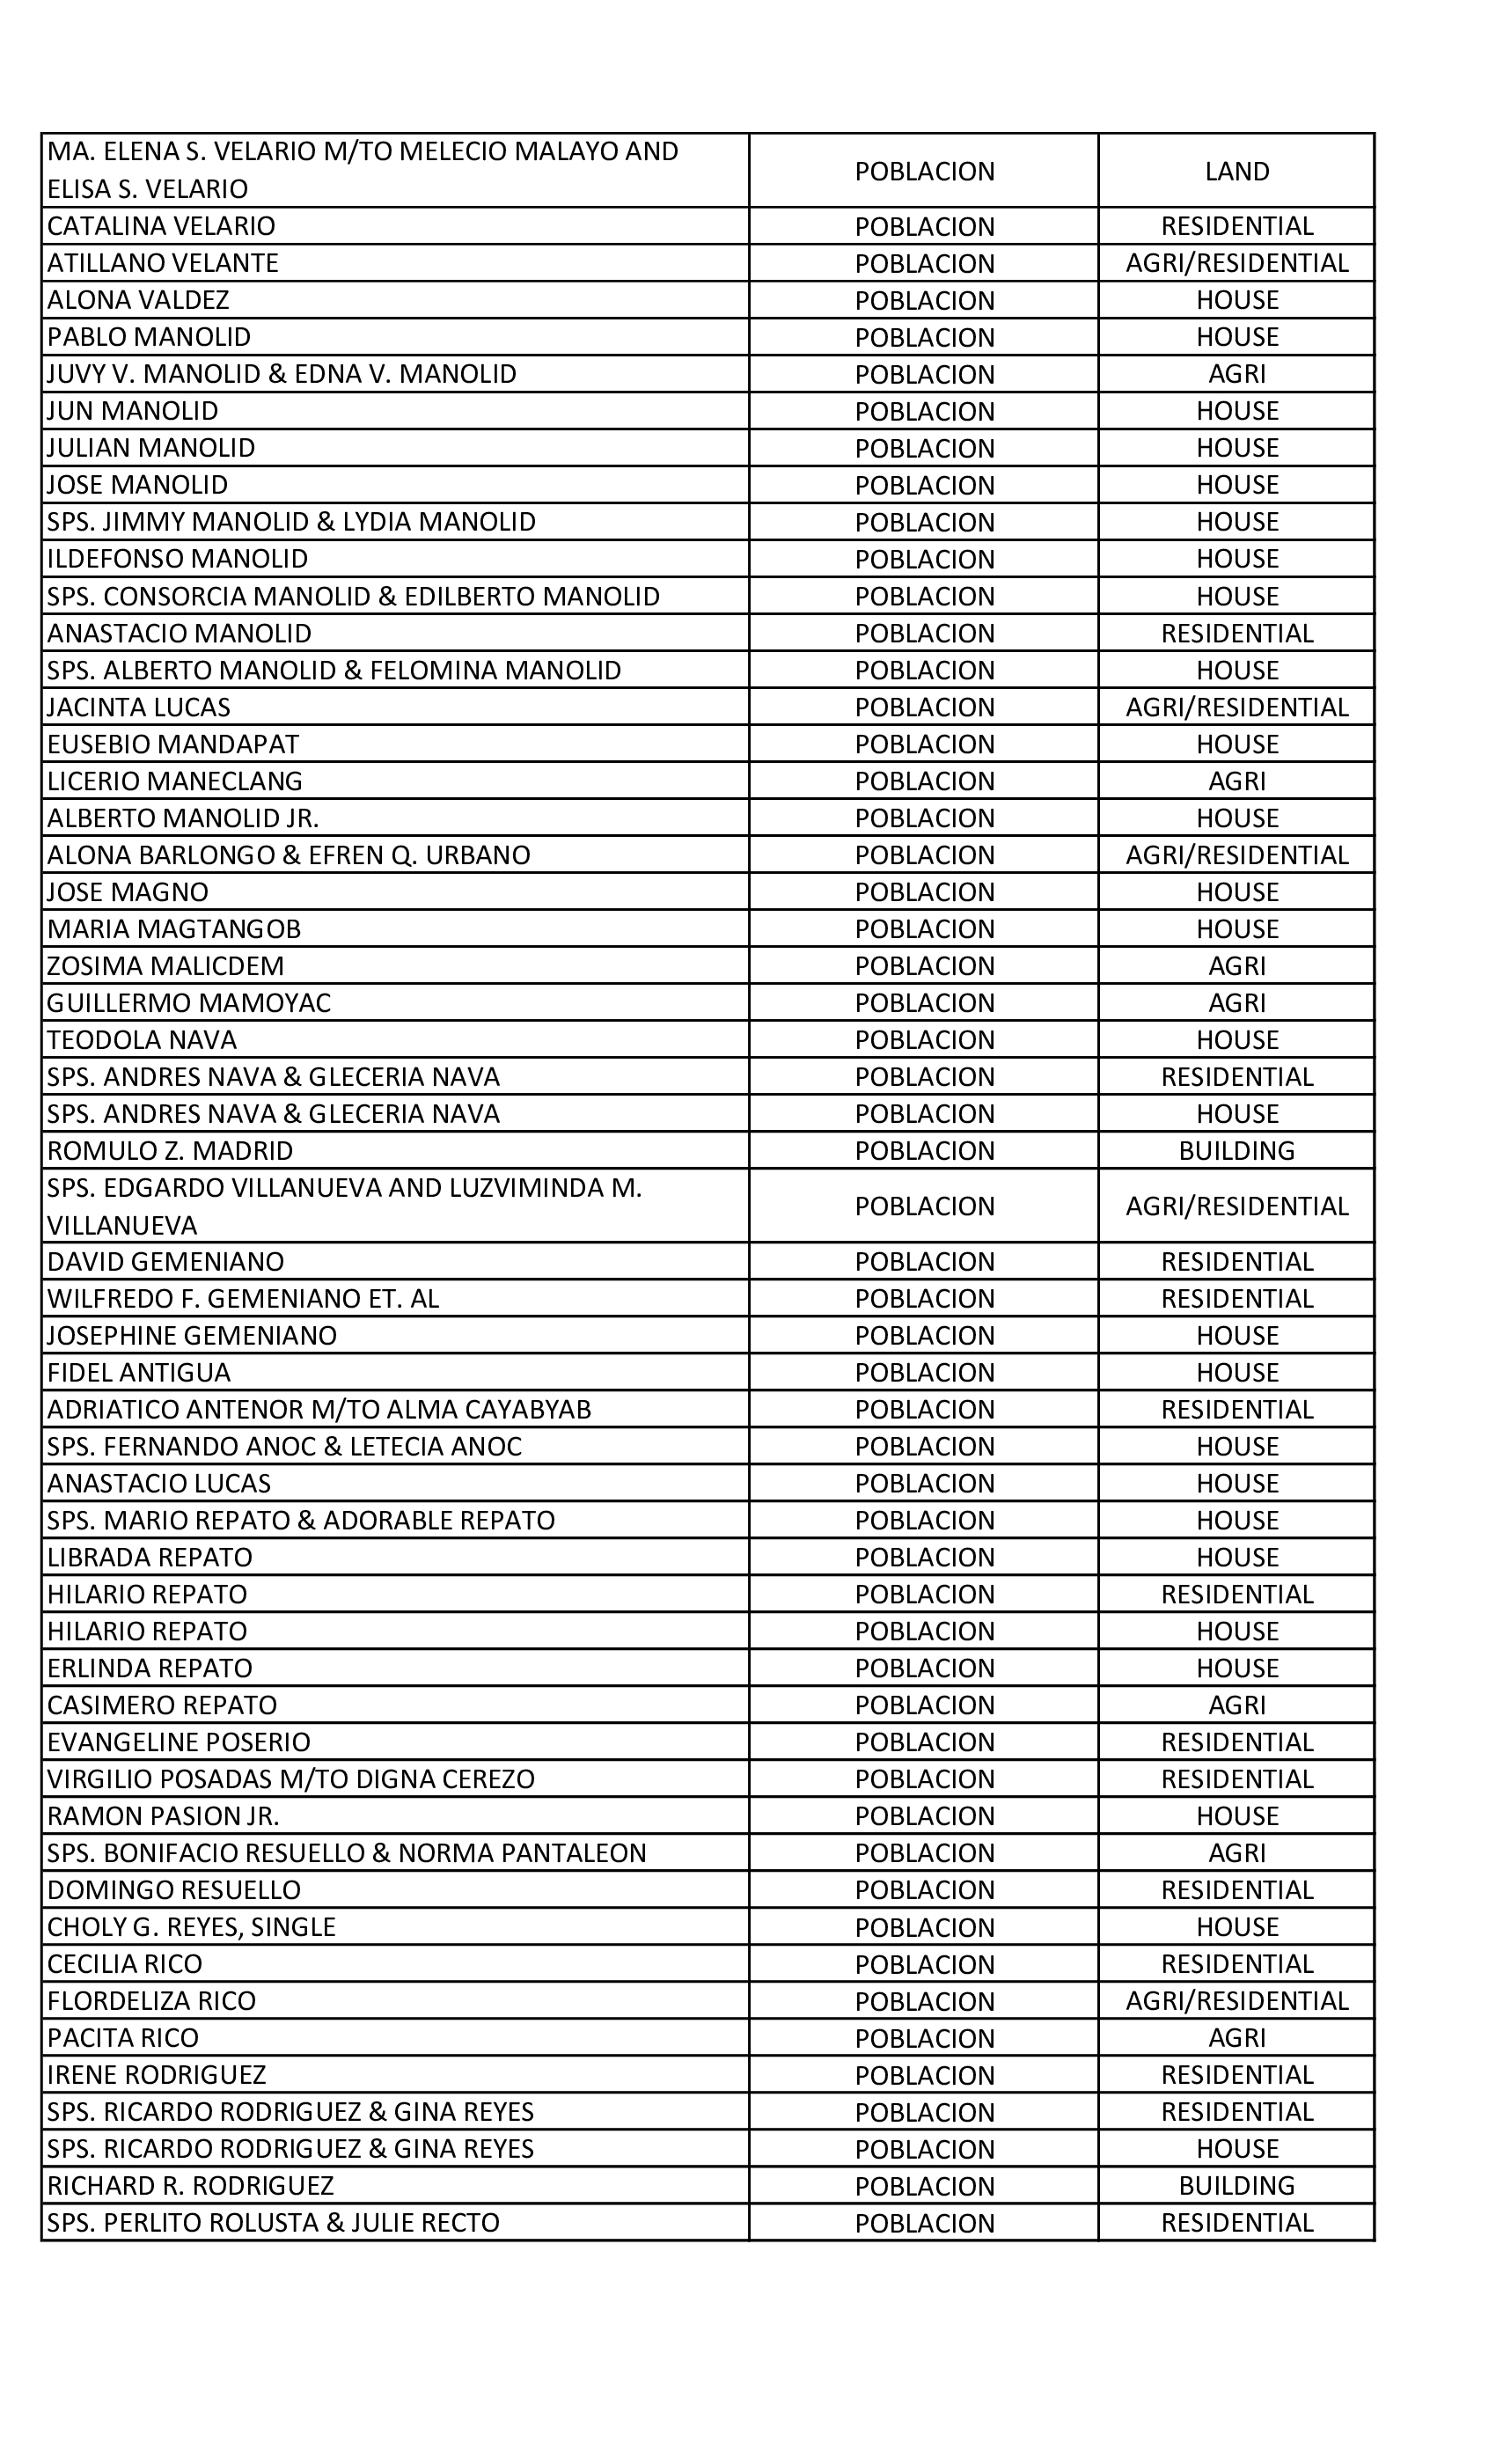 MA. ELENA S. VELARIO M/TO MELECIO MALAYO AND
ELISA S. VELARIO POBLACION LAND
CATALINA VELARIO POBLACION RESIDENTIAL
ATILLANO VELANTE POBLACION AGRI/RESIDENTIAL
ALONA VALDEZ POBLACION HOUSE
PABLO MANOLID POBLACION HOUSE
JUVY V. MANOLID & EDNA V. MANOLID POBLACION AGRI
JUN MANOLID POBLACION HOUSE
JULIAN MANOLID POBLACION HOUSE
JOSE MANOLID POBLACION HOUSE
SPS. JIMMY MANOLID & LYDIA MANOLID POBLACION HOUSE
ILDEFONSO MANOLID POBLACION HOUSE
SPS. CONSORCIA MANOLID & EDILBERTO MANOLID POBLACION HOUSE
ANASTACIO MANOLID POBLACION RESIDENTIAL
SPS. ALBERTO MANOLID & FELOMINA MANOLID POBLACION HOUSE
JACINTA LUCAS POBLACION AGRI/RESIDENTIAL
EUSEBIO MANDAPAT POBLACION HOUSE
LICERIO MANECLANG POBLACION AGRI
ALBERTO MANOLID JR. POBLACION HOUSE
ALONA BARLONGO & EFREN Q. URBANO POBLACION AGRI/RESIDENTIAL
JOSE MAGNO POBLACION HOUSE
MARIA MAGTANGOB POBLACION HOUSE
ZOSIMA MALICDEM POBLACION AGRI
GUILLERMO MAMOYAC POBLACION AGRI
TEODOLA NAVA POBLACION HOUSE
SPS. ANDRES NAVA & GLECERIA NAVA POBLACION RESIDENTIAL
SPS. ANDRES NAVA & GLECERIA NAVA POBLACION HOUSE
ROMULO Z. MADRID POBLACION BUILDING
SPS. EDGARDO VILLANUEVA AND LUZVIMINDA M.
VILLANUEVA POBLACION AGRI/RESIDENTIAL
DAVID GEMENIANO POBLACION RESIDENTIAL
WILFREDO F. GEMENIANO ET. AL POBLACION RESIDENTIAL
JOSEPHINE GEMENIANO POBLACION HOUSE
FIDEL ANTIGUA POBLACION HOUSE
ADRIATICO ANTENOR M/TO ALMA CAYABYAB POBLACION RESIDENTIAL
SPS. FERNANDO ANOC & LETECIA ANOC POBLACION HOUSE
ANASTACIO LUCAS POBLACION HOUSE
SPS. MARIO REPATO & ADORABLE REPATO POBLACION HOUSE
LIBRADA REPATO POBLACION HOUSE
HILARIO REPATO POBLACION RESIDENTIAL
HILARIO REPATO POBLACION HOUSE
ERLINDA REPATO POBLACION HOUSE
CASIMERO REPATO POBLACION AGRI
EVANGELINE POSERIO POBLACION RESIDENTIAL
VIRGILIO POSADAS M/TO DIGNA CEREZO POBLACION RESIDENTIAL
RAMON PASION JR. POBLACION HOUSE
SPS. BONIFACIO RESUELLO & NORMA PANTALEON POBLACION AGRI
DOMINGO RESUELLO POBLACION RESIDENTIAL
CHOLY G. REYES, SINGLE POBLACION HOUSE
CECILIA RICO POBLACION RESIDENTIAL
FLORDELIZA RICO POBLACION AGRI/RESIDENTIAL
PACITA RICO POBLACION AGRI
IRENE RODRIGUEZ POBLACION RESIDENTIAL
SPS. RICARDO RODRIGUEZ & GINA REYES POBLACION RESIDENTIAL
SPS. RICARDO RODRIGUEZ & GINA REYES POBLACION HOUSE
RICHARD R. RODRIGUEZ POBLACION BUILDING
SPS. PERLITO ROLUSTA & JULIE RECTO POBLACION RESIDENTIAL